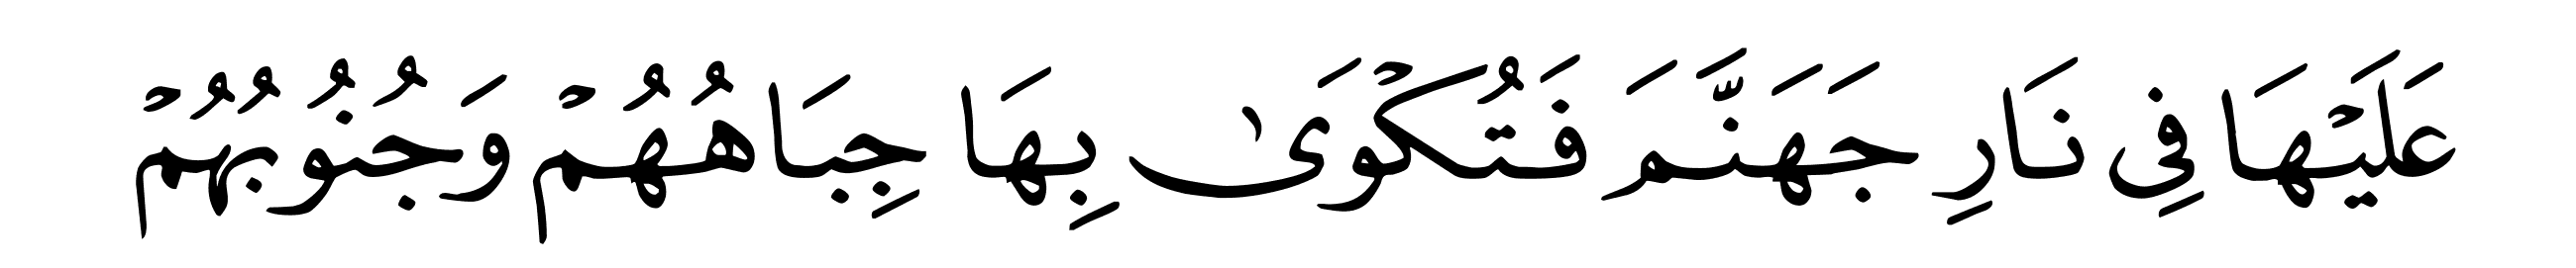 عَلَيْهَا فِي نَارِ جَهَنَّمَ فَتُكْوَىٰ بِهَا جِبَاهُهُمْ وَجُنُوبُهُمْ